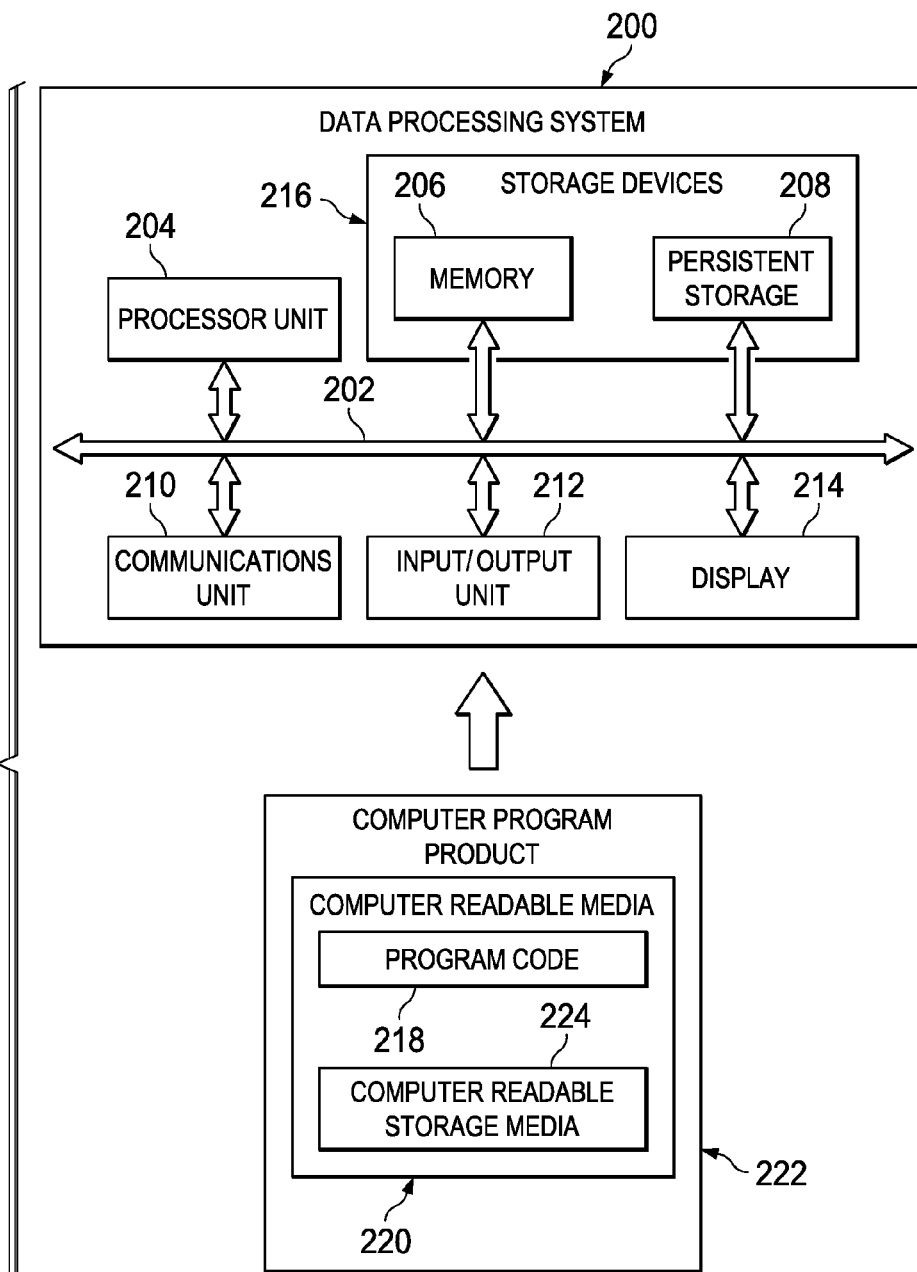 200
DATA PROCESSING SYSTEM
206
STORAGE DEVICES
208
216
204
MEMORY
PERSISTENT
STORAGE
PROCESSOR UNIT
202
210
212
214
COMMUNICATIONS
UNIT
INPUT/OUTPUT
UNIT
DISPLAY
COMPUTER PROGRAM
PRODUCT
COMPUTER READABLE MEDIA
PROGRAM CODE
218
224
COMPUTER READABLE
STORAGE MEDIA
222
220